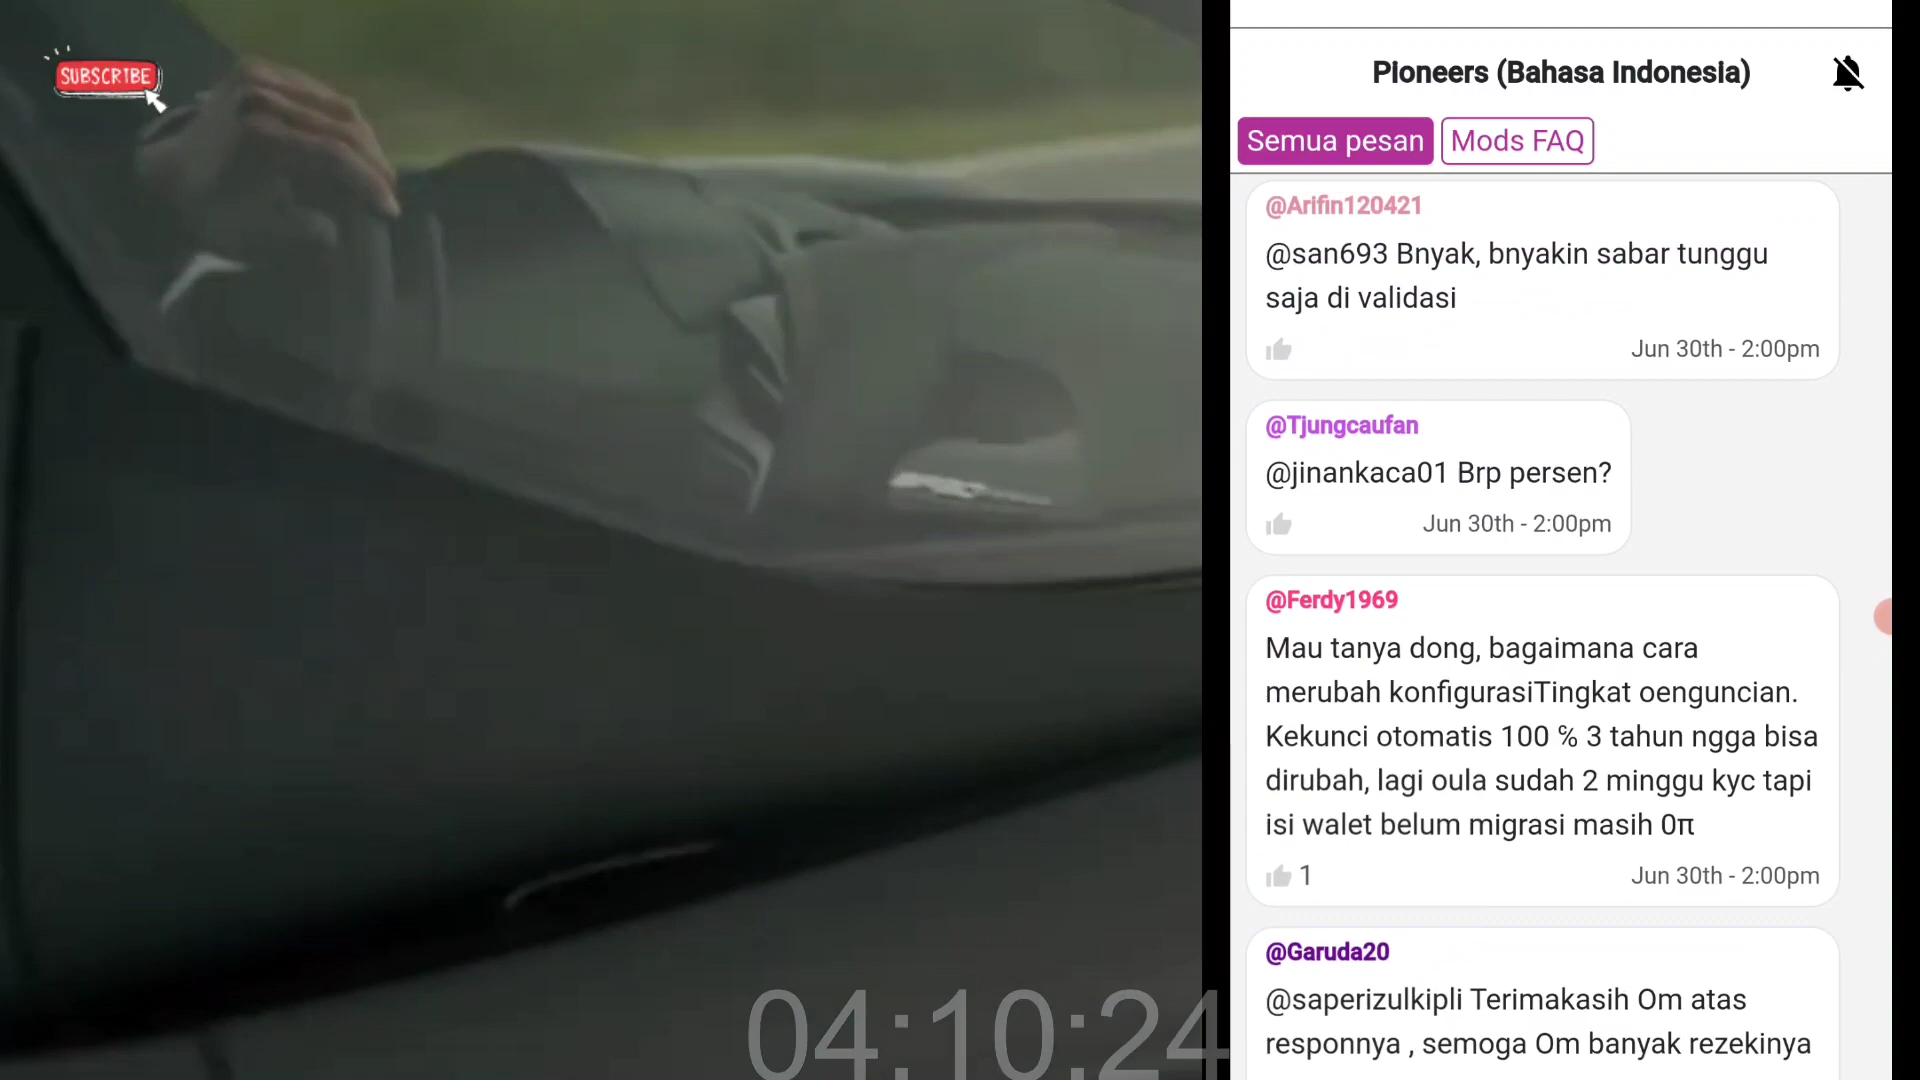 SUBSCRIBE
Pioneers (Bahasa Indonesia)
Semua pesan
Mods FAQ
@Arifin120421
@san693 Bnyak, bnyakin sabar tunggu
saja di validasi
Jun 30th - 2:00pm
@Tjungcaufan
@jinankaca01 Brp persen?
Jun 30th - 2:00pm
@Ferdy1969
Mau tanya dong, bagaimana cara
merubah konfigurasiTingkat oenguncian.
Kekunci otomatis 100 % 3 tahun ngga bisa
dirubah, lagi oula sudah 2 minggu kyc tapi
isi walet belum migrasi masih 0π
1
Jun 30th - 2:00pm
@Garuda20
@saperizulkipli Terimakasih Om atas
responnya , semoga Om banyak rezekinya
04:10:24